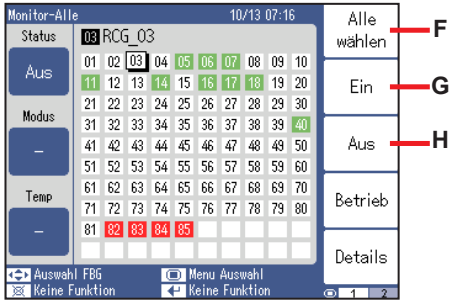 Monitor-Alle 10/13 07:16
Status
Aus
Modus
–
Temp
–
03 RCG_03
01 02 03 04 05 06 07 08 09 10
11 12 13 14 15 16 17 18 19 20
21 22 23 24 25 26 27 28 29 30
31 32 33 34 35 36 37 38 39 40
41 42 43 44 45 46 47 48 49 50
51 52 53 54 55 56 57 58 59 60
61 62 63 64 65 66 67 68 69 70
71 72 73 74 75 76 77 78 79 80
81 82 83 84 85
Alle
wählen
F
Ein
G
Aus
H
Betrieb
Details
Auswahl FBG Menu Auswahl
Keine Funktion Keine Funktion
1 2